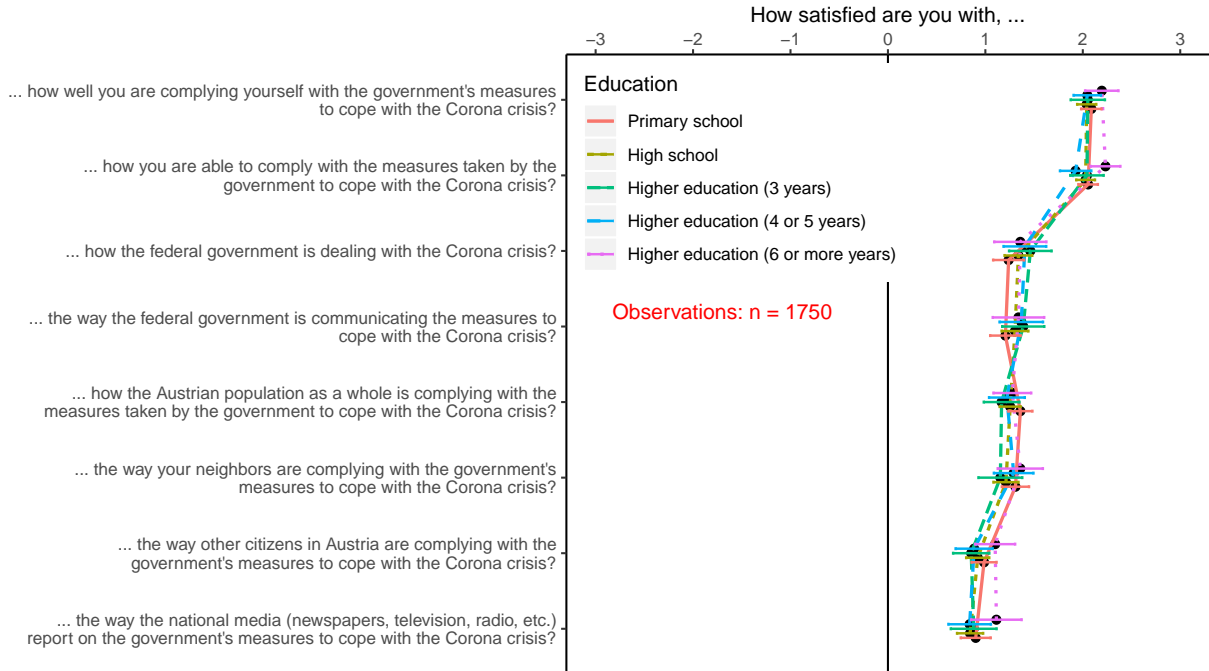 How satisfied are you with, ...
−3 −2 −1 0 1 2 3
... how well you are complying yourself with the government's measures
to cope with the Corona crisis?
... how you are able to comply with the measures taken by the
government to cope with the Corona crisis?
... how the federal government is dealing with the Corona crisis?
... the way the federal government is communicating the measures to
cope with the Corona crisis?
... how the Austrian population as a whole is complying with the
measures taken by the government to cope with the Corona crisis?
... the way your neighbors are complying with the government's
measures to cope with the Corona crisis?
... the way other citizens in Austria are complying with the
government's measures to cope with the Corona crisis?
... the way the national media (newspapers, television, radio, etc.)
report on the government's measures to cope with the Corona crisis?
Education
Primary school
High school
Higher education (3 years)
Higher education (4 or 5 years)
Higher education (6 or more years)
Observations: n = 1750